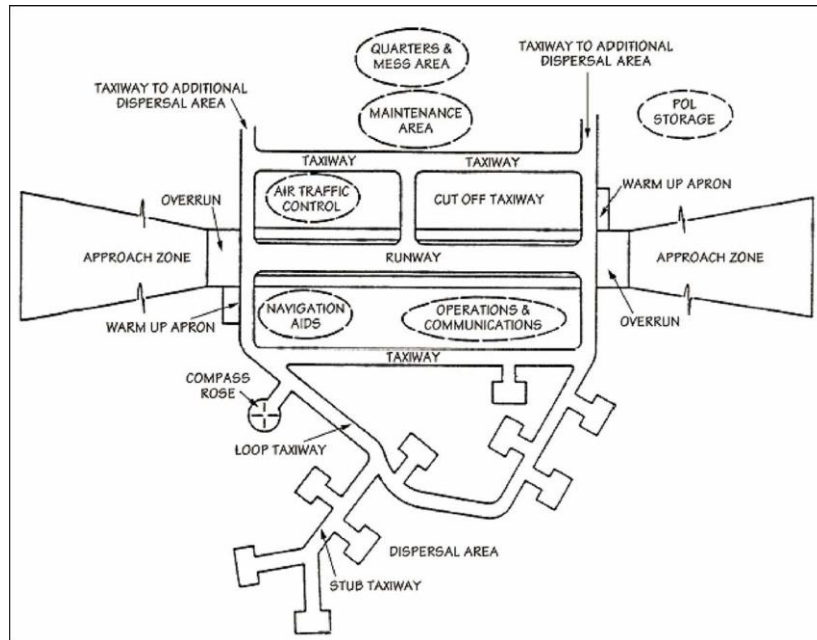 QUARTERS &
MESS AREA
TAXIWAY TO ADDITIONAL
DISPERSAL AREA
TAXIWAY TO ADDITIONAL
DISPERSAL AREA
MAINTENANCE
AREA
POL
STORAGE
TAXIWAY
TAXIWAY
AIR TRAFFIC
CONTROL
CUT OFF TAXIWAY
WARM UP APRON
OVERRUN
APPROACH ZONE
RUNWAY
APPROACH ZONE
WARM UP APRON
NAVIGATION
AIDS
OPERATIONS &
COMMUNICATIONS
OVERRUN
TAXIWAY
COMPASS
ROSE
LOOP TAXIWAY
DISPERSAL AREA
STUB TAXIWAY